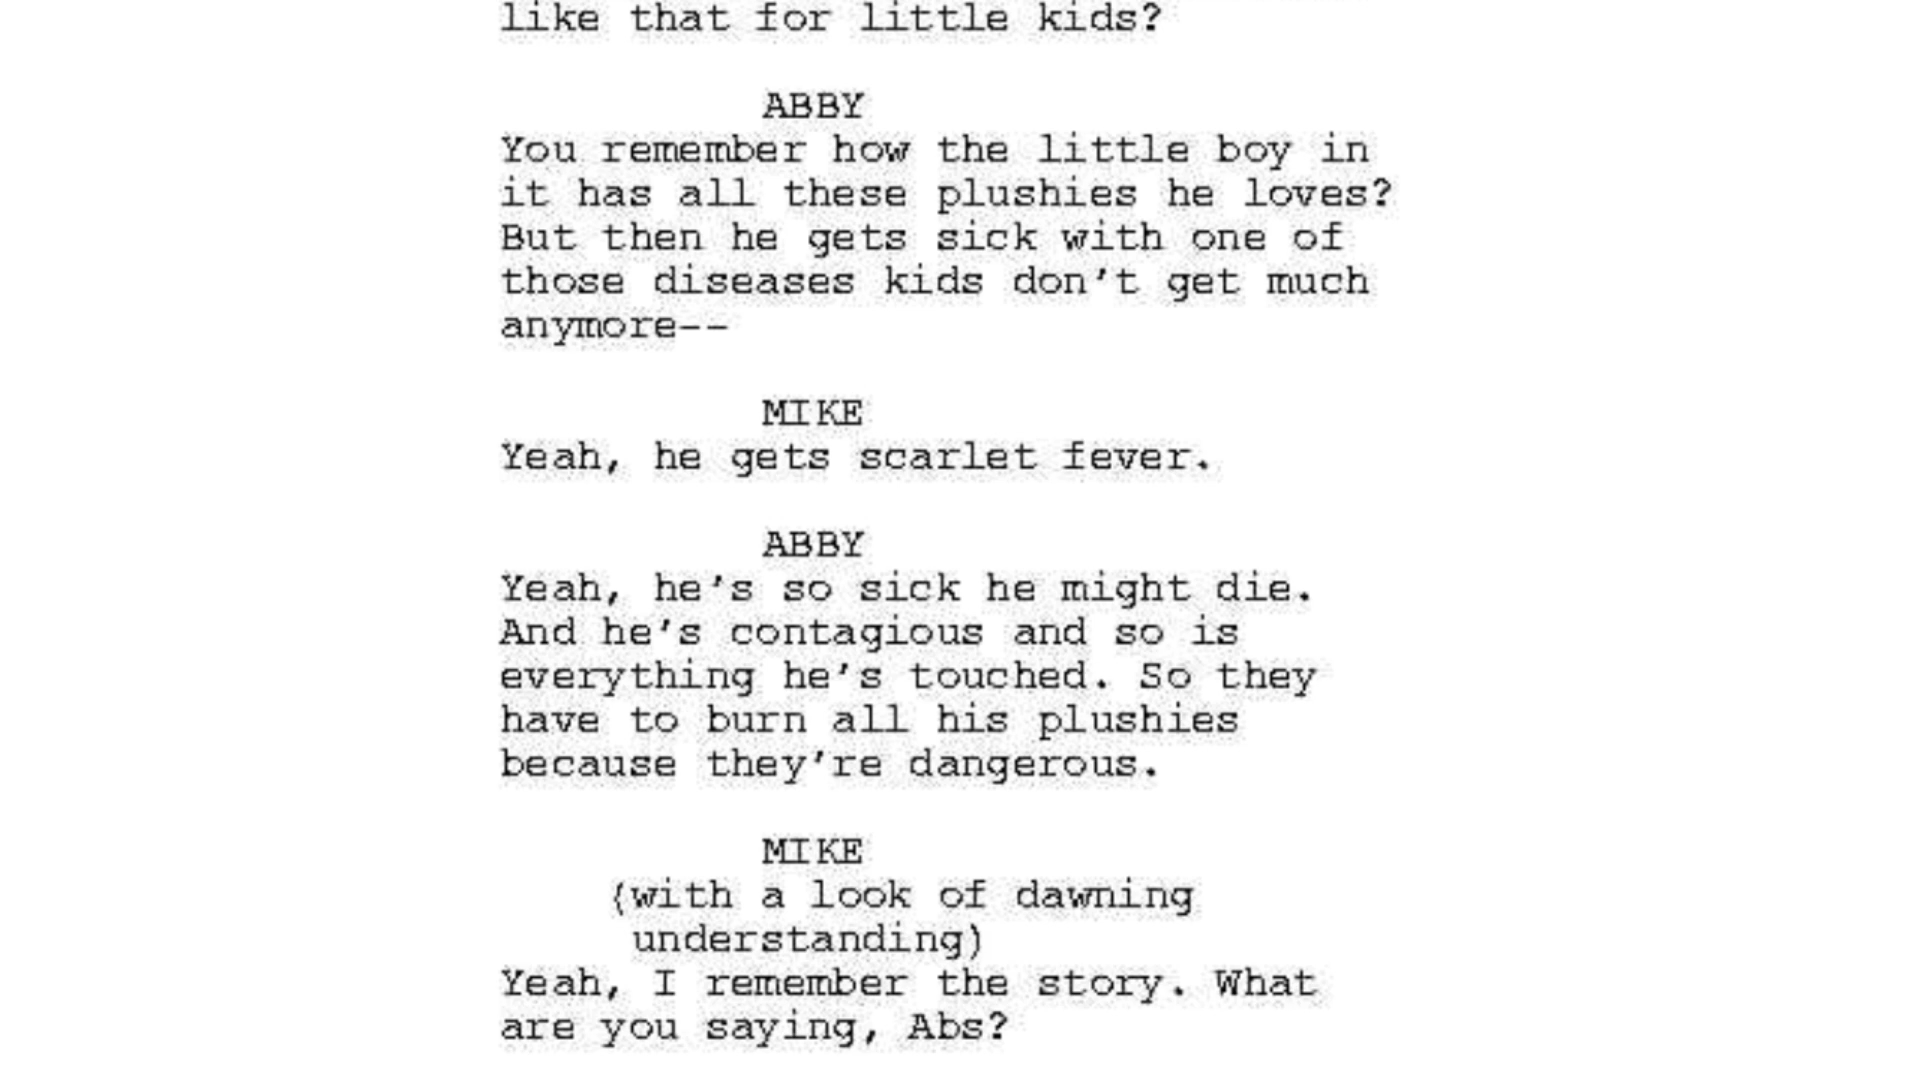 like that for little kids?
ABBY
You remember how the little boy in
it has all these plushies he loves?
But then he gets sick with one of
those diseases kids don't get much
anymore--
MIKE
Yeah, he gets scarlet fever.
ABBY
Yeah, he's so sick he might die.
And he's contagious and so is
everything he's touched. So they
have to burn all his plushies
because they're dangerous.
MIKE
(with a look of dawning
understanding)
Yeah, I remember the story. What
are you saying, Abs?